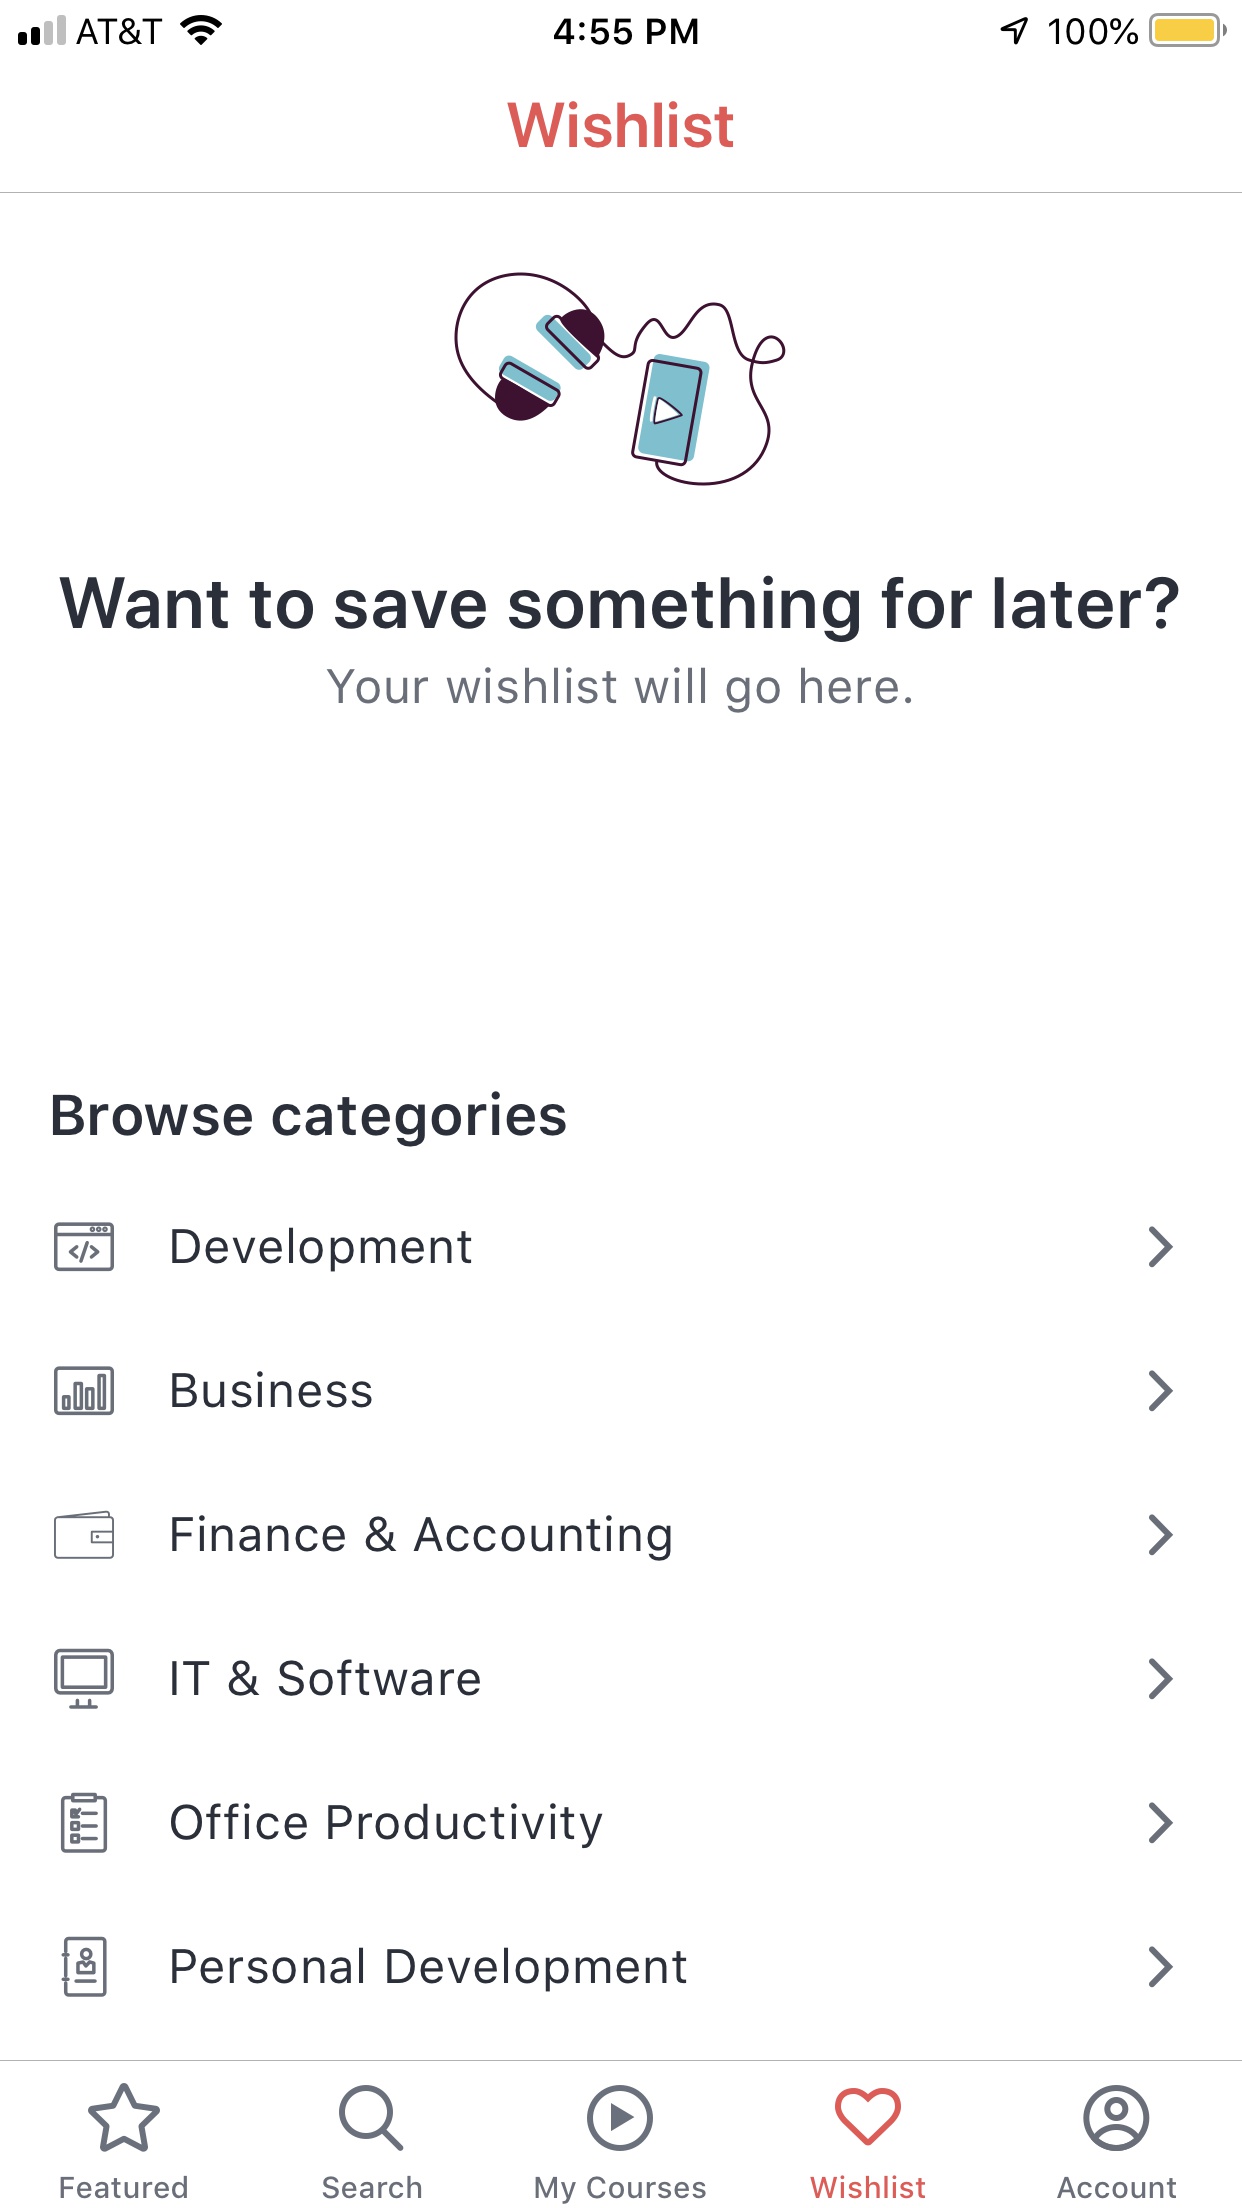 AT&T 4:55 PM 100%
Wishlist
Want to save something for later?
Your wishlist will go here.
Browse categories
Development
Business
Finance & Accounting
IT & Software
Office Productivity
Personal Development
Featured Search My Courses Wishlist Account